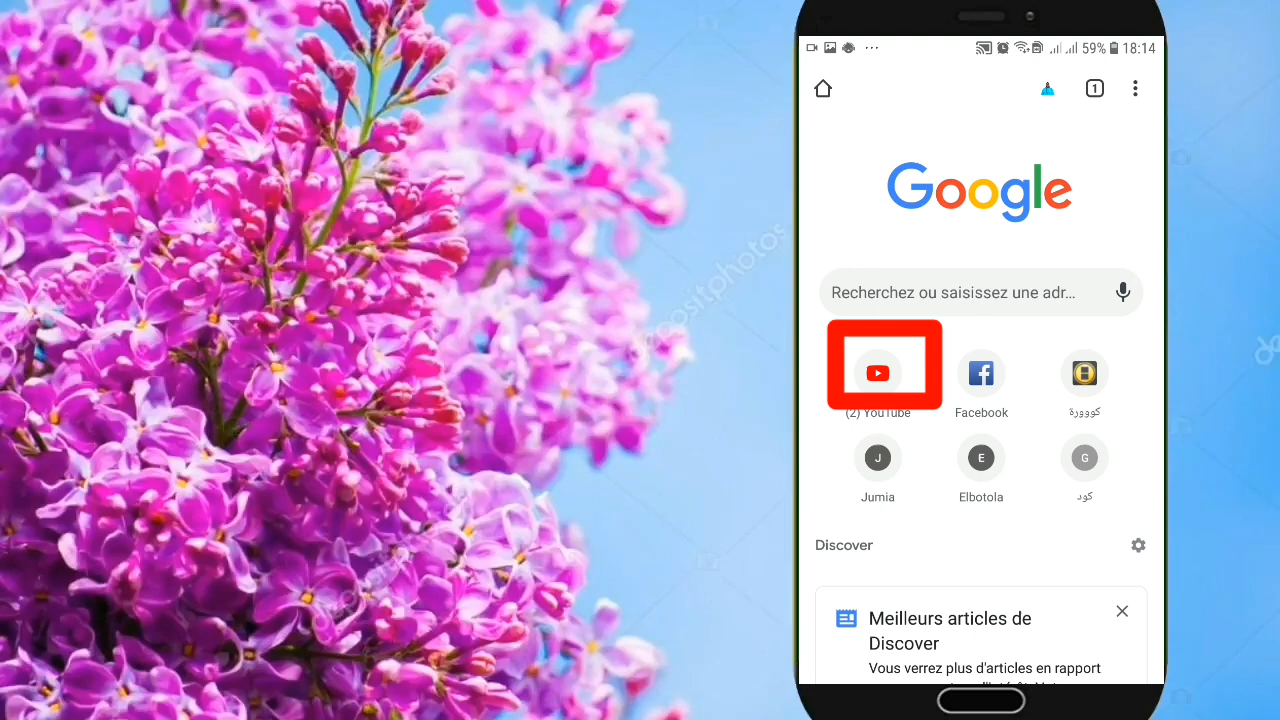 59% 18:14
1
Google
Recherchez ou saisissez une adr...
(2) YouTube
Facebook
كووورة
J
E
G
Jumia
Elbotola
كود
Discover
Meilleurs articles de
Discover
Vous verrez plus d'articles en rapport
depositphotos